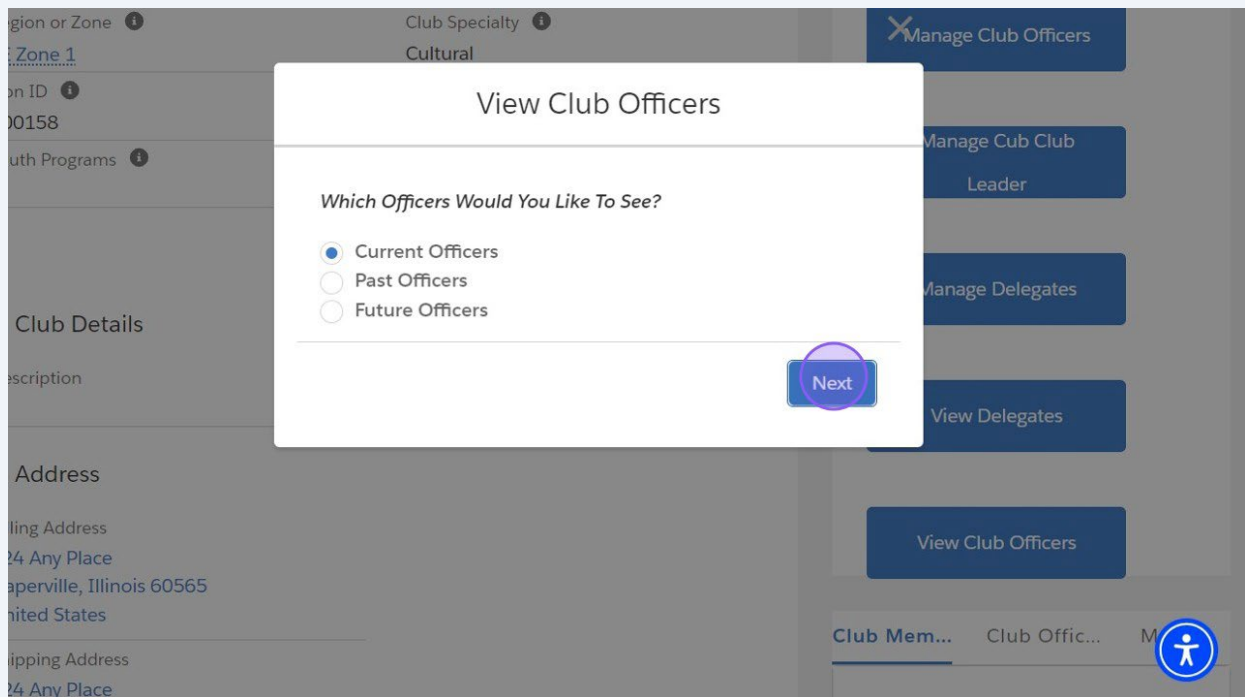 egion or Zone
Club Specialty
E Zone 1
Cultural
on ID
00158
uth Programs
View Club Officers
Which Officers Would You Like To See?
Current Officers
Past Officers
Future Officers
Next
Club Details
escription
Address
lling Address
24 Any Place
aperville, Illinois 60565
nited States
ipping Address
24 Any Place
Manage Club Officers
Manage Cub Club
Leader
Manage Delegates
View Delegates
View Club Officers
Club Mem... Club Offic... M